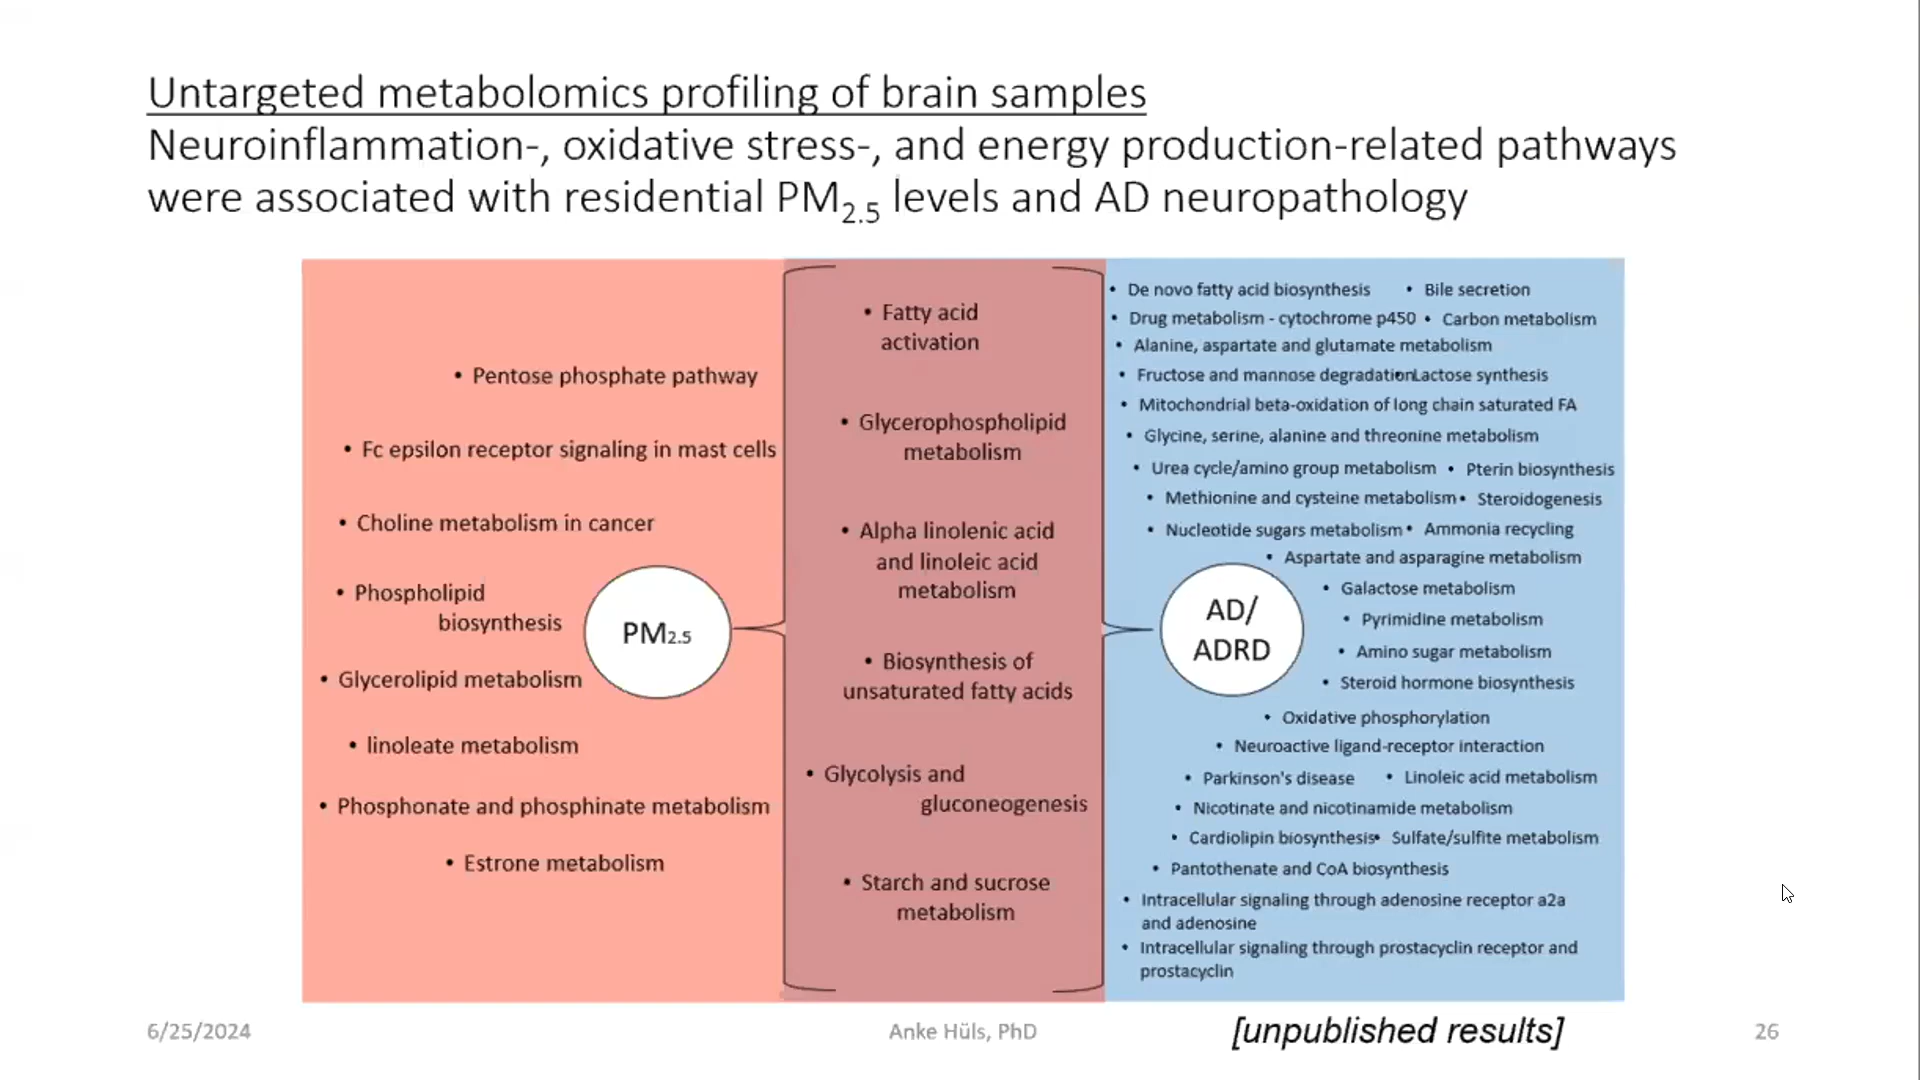 Untargeted metabolomics profiling of brain samples
Neuroinflammation-, oxidative stress-, and energy production-related pathways
were associated with residential PM2.5 levels and AD neuropathology
• Pentose phosphate pathway
• Fc epsilon receptor signaling in mast cells
• Choline metabolism in cancer
• Phospholipid
biosynthesis
• Glycerolipid metabolism
• linoleate metabolism
• Phosphonate and phosphinate metabolism
• Estrone metabolism
PM2.5
• Fatty acid
activation
• Glycerophospholipid
metabolism
• Alpha linolenic acid
and linoleic acid
metabolism
• Biosynthesis of
unsaturated fatty acids
• Glycolysis and
gluconeogenesis
• Starch and sucrose
metabolism
AD/
ADRD
• De novo fatty acid biosynthesis • Bile secretion
• Drug metabolism - cytochrome p450 • Carbon metabolism
• Alanine, aspartate and glutamate metabolism
• Fructose and mannose degradation • Lactose synthesis
• Mitochondrial beta-oxidation of long chain saturated FA
• Glycine, serine, alanine and threonine metabolism
• Urea cycle/amino group metabolism • Pterin biosynthesis
• Methionine and cysteine metabolism • Steroidogenesis
• Nucleotide sugars metabolism • Ammonia recycling
• Aspartate and asparagine metabolism
• Galactose metabolism
• Pyrimidine metabolism
• Amino sugar metabolism
• Steroid hormone biosynthesis
• Oxidative phosphorylation
• Neuroactive ligand-receptor interaction
• Parkinson's disease • Linoleic acid metabolism
• Nicotinate and nicotinamide metabolism
• Cardiolipin biosynthesis • Sulfate/sulfite metabolism
• Pantothenate and CoA biosynthesis
• Intracellular signaling through adenosine receptor a2a
and adenosine
• Intracellular signaling through prostacyclin receptor and
prostacyclin
6/25/2024
Anke Hüls, PhD
[unpublished results]
26